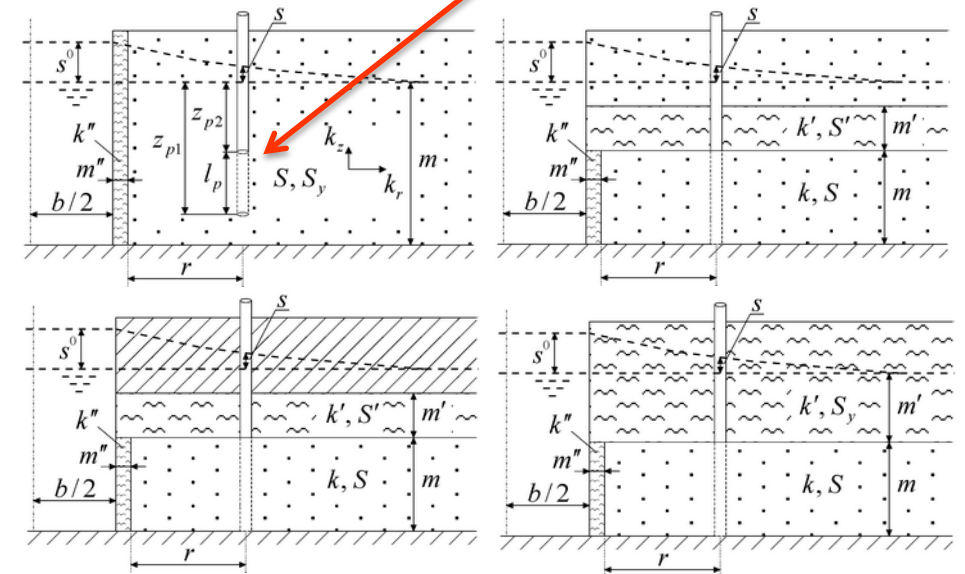 s
s⁰
k″
m″
b/2
z_p1
z_p2
l_p
S, S_y
k_z
k_r
m
r
s
s⁰
k′, S′
m′
k″
m″
b/2
k, S
m
r
s
s⁰
k′, S′
m′
k″
m″
b/2
k, S
m
r
s
s⁰
k′, S_y
m′
k″
m″
b/2
k, S
m
r